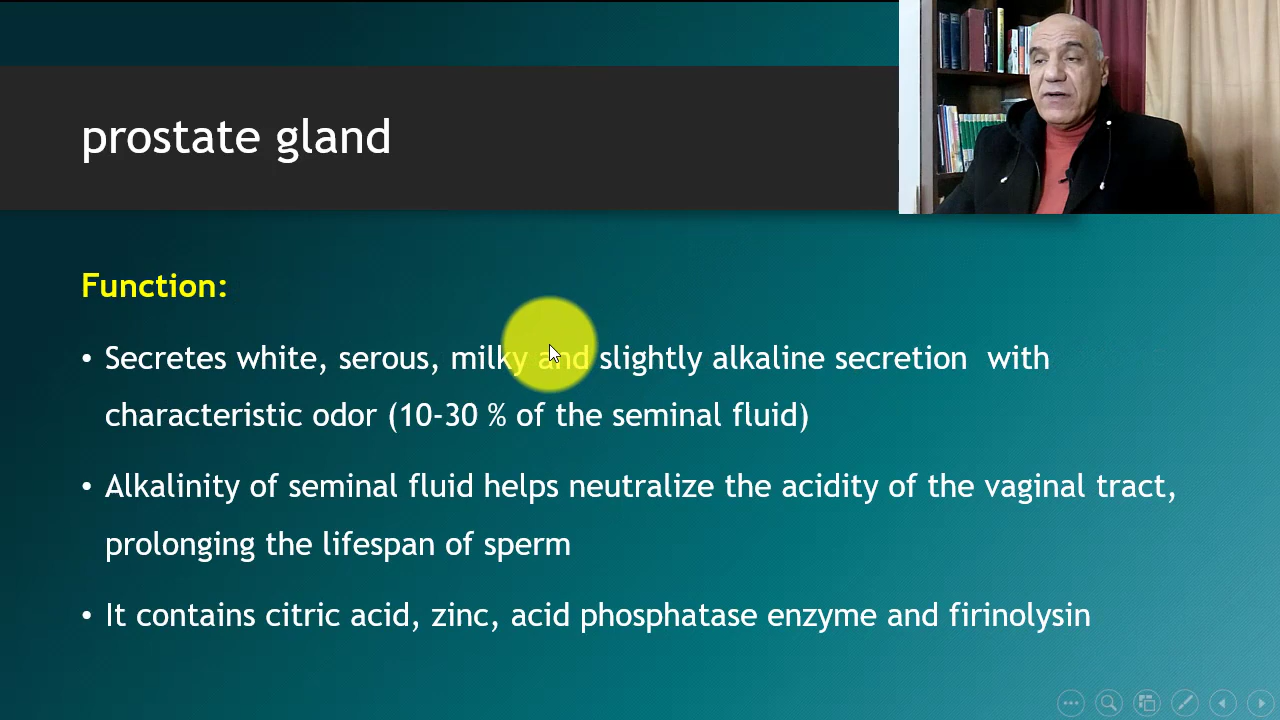 prostate gland
Function:
• Secretes white, serous, milky and slightly alkaline secretion with
characteristic odor (10-30 % of the seminal fluid)
• Alkalinity of seminal fluid helps neutralize the acidity of the vaginal tract,
prolonging the lifespan of sperm
• It contains citric acid, zinc, acid phosphatase enzyme and firinolysin